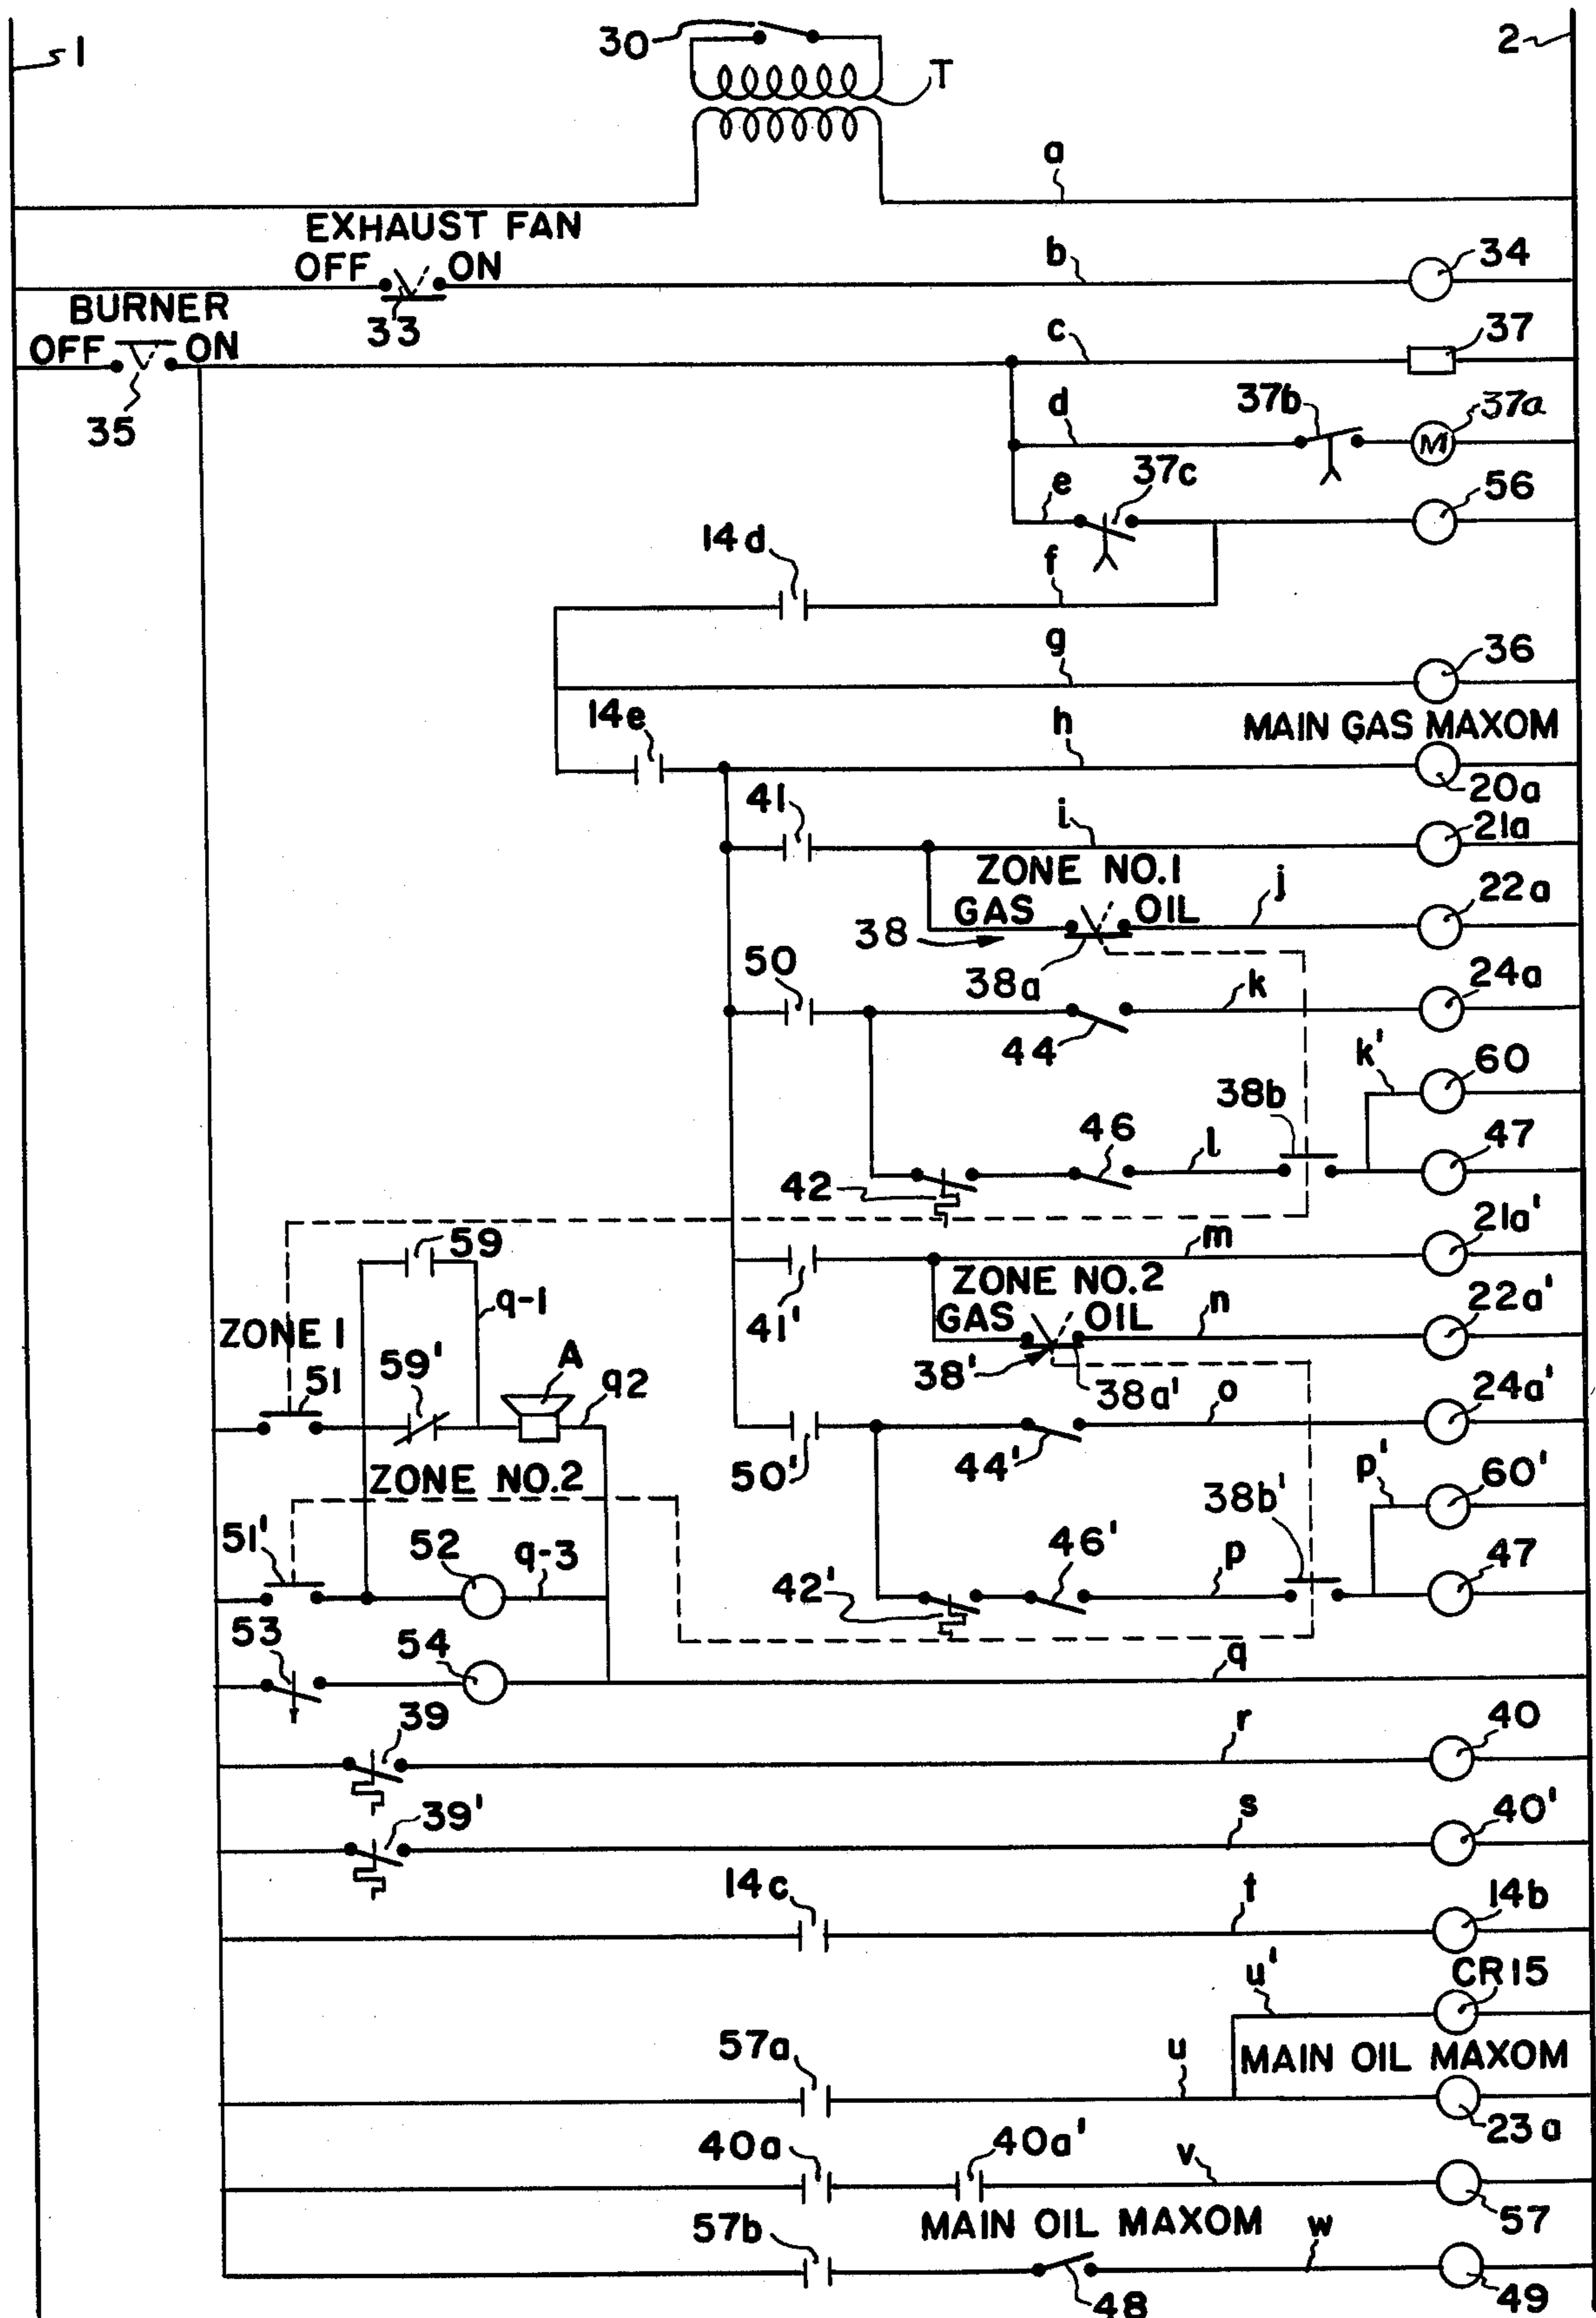 1
30
T
2
a
EXHAUST FAN
OFF ON
33
b
34
BURNER
OFF ON
35
c
37
d
37b
37a
M
e
37c
56
14d
f
g
36
14e
h
MAIN GAS MAXOM
20a
41
i
21a
ZONE NO.1
GAS OIL
38
38a
j
22a
50
44
k
24a
k'
60
38b
42
46
l
47
59
41'
m
21a'
q-1
ZONE NO.2
GAS OIL
38'
38a'
n
22a'
ZONE 1
51
59'
A
q2
50'
44'
o
24a'
ZONE NO.2
p'
60'
38b'
51'
52
q-3
42'
46'
p
47
53
54
q
39
r
40
39'
s
40'
14c
t
14b
u'
CR15
57a
u
MAIN OIL MAXOM
23a
40a
40a'
v
57
57b
MAIN OIL MAXOM
48
w
49